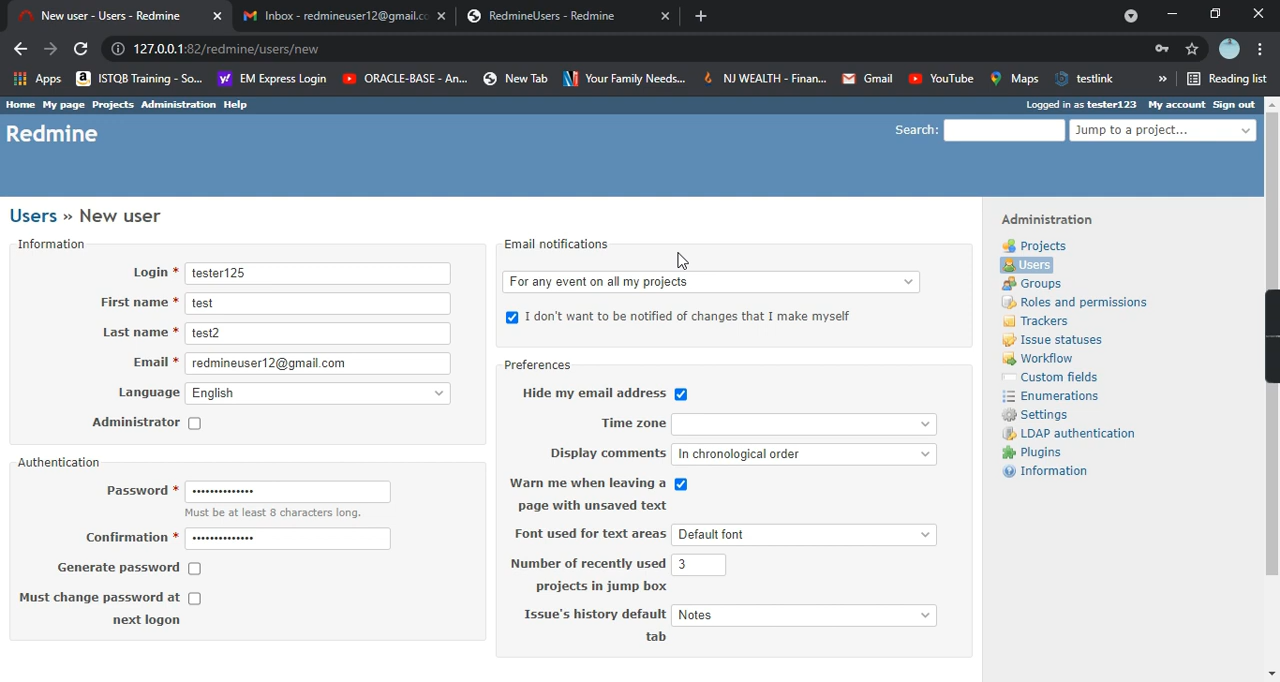 New user - Users - Redmine
Inbox - redmineuser12@gmail.co
RedmineUsers - Redmine
127.0.0.1:82/redmine/users/new
Apps
ISTQB Training - So...
EM Express Login
ORACLE-BASE - An...
New Tab
Your Family Needs...
NJ WEALTH - Finan...
Gmail
YouTube
Maps
testlink
»
Reading list
Home My page Projects Administration Help
Logged in as tester123 My account Sign out
Redmine
Search:
Jump to a project...
Users » New user
Information
Login * tester125
First name * test
Last name * test2
Email * redmineuser12@gmail.com
Language English
Administrator
Authentication
Password * ••••••••••••••
Must be at least 8 characters long.
Confirmation * ••••••••••••••
Generate password
Must change password at
next logon
Email notifications
For any event on all my projects
I don't want to be notified of changes that I make myself
Preferences
Hide my email address
Time zone
Display comments In chronological order
Warn me when leaving a
page with unsaved text
Font used for text areas Default font
Number of recently used 3
projects in jump box
Issue's history default Notes
tab
Administration
Projects
Users
Groups
Roles and permissions
Trackers
Issue statuses
Workflow
Custom fields
Enumerations
Settings
LDAP authentication
Plugins
Information